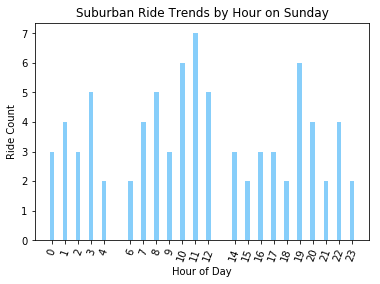 Suburban Ride Trends by Hour on Sunday
7
6
5
4
3
2
1
0
Ride Count
0 1 2 3 4 6 7 8 9 10 11 12 14 15 16 17 18 19 20 21 22 23
Hour of Day